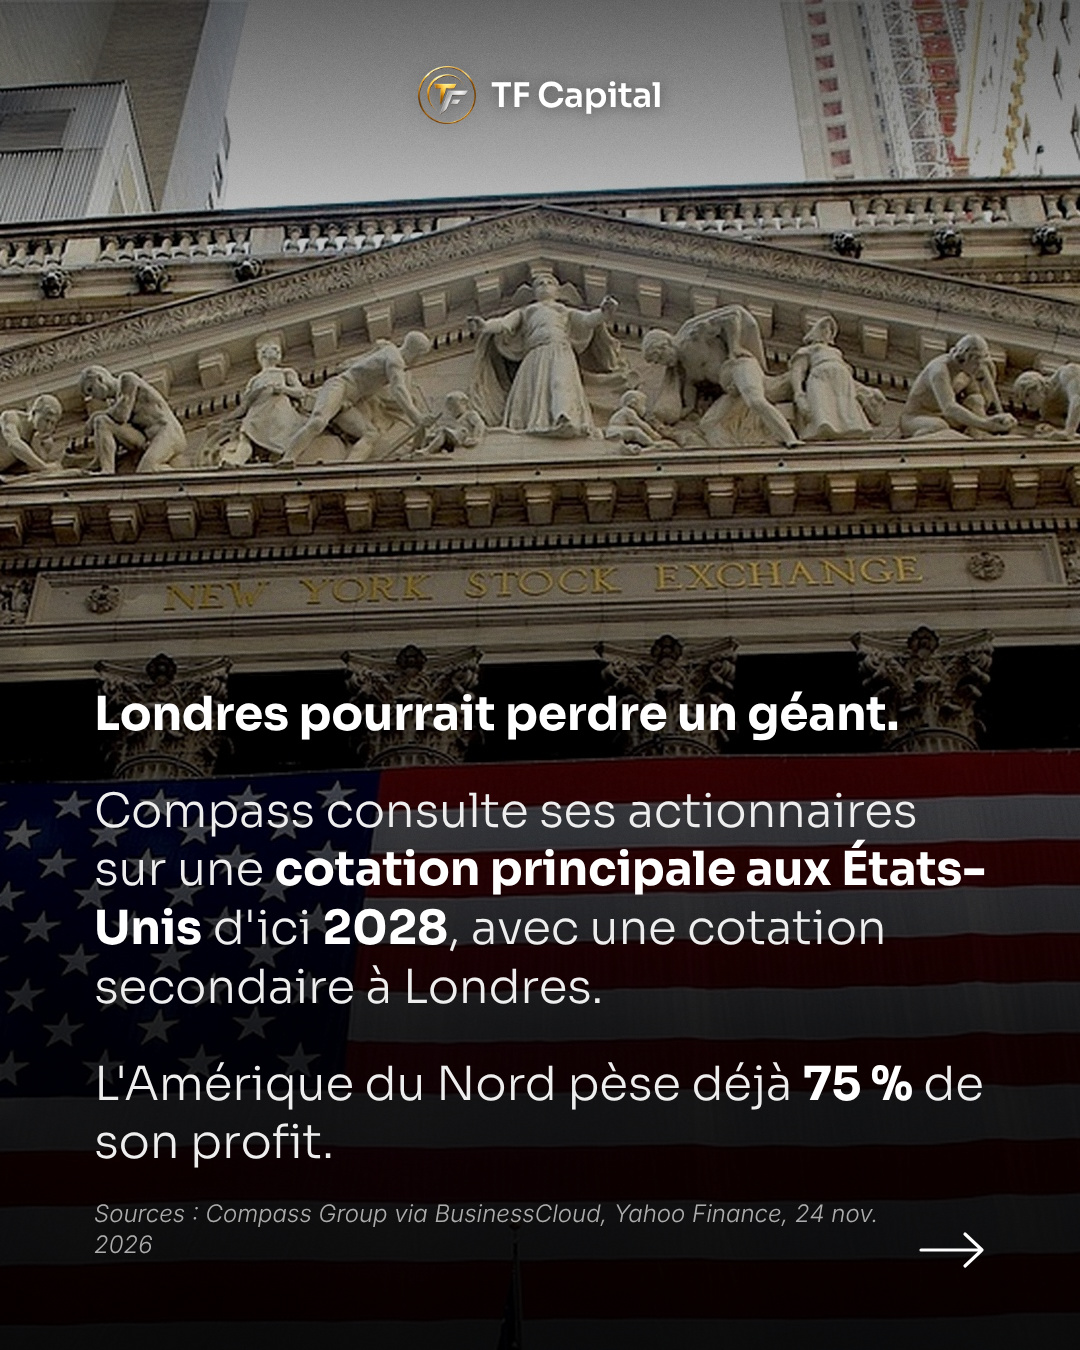 TF Capital
NEW YORK STOCK EXCHANGE
Londres pourrait perdre un géant.
Compass consulte ses actionnaires
sur une cotation principale aux États-
Unis d'ici 2028, avec une cotation
secondaire à Londres.
L'Amérique du Nord pèse déjà 75 % de
son profit.
Sources : Compass Group via BusinessCloud, Yahoo Finance, 24 nov.
2026